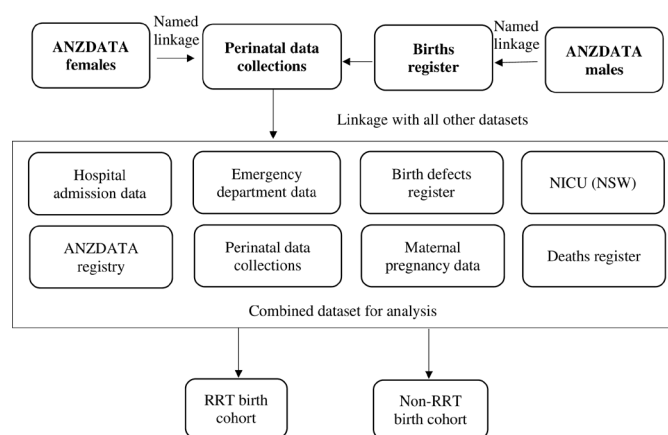 Named
linkage
Named
linkage
ANZDATA
females
Perinatal data
collections
Births
register
ANZDATA
males
Linkage with all other datasets
Hospital
admission data
Emergency
department data
Birth defects
register
NICU (NSW)
ANZDATA
registry
Perinatal data
collections
Maternal
pregnancy data
Deaths register
Combined dataset for analysis
RRT birth
cohort
Non-RRT
birth cohort